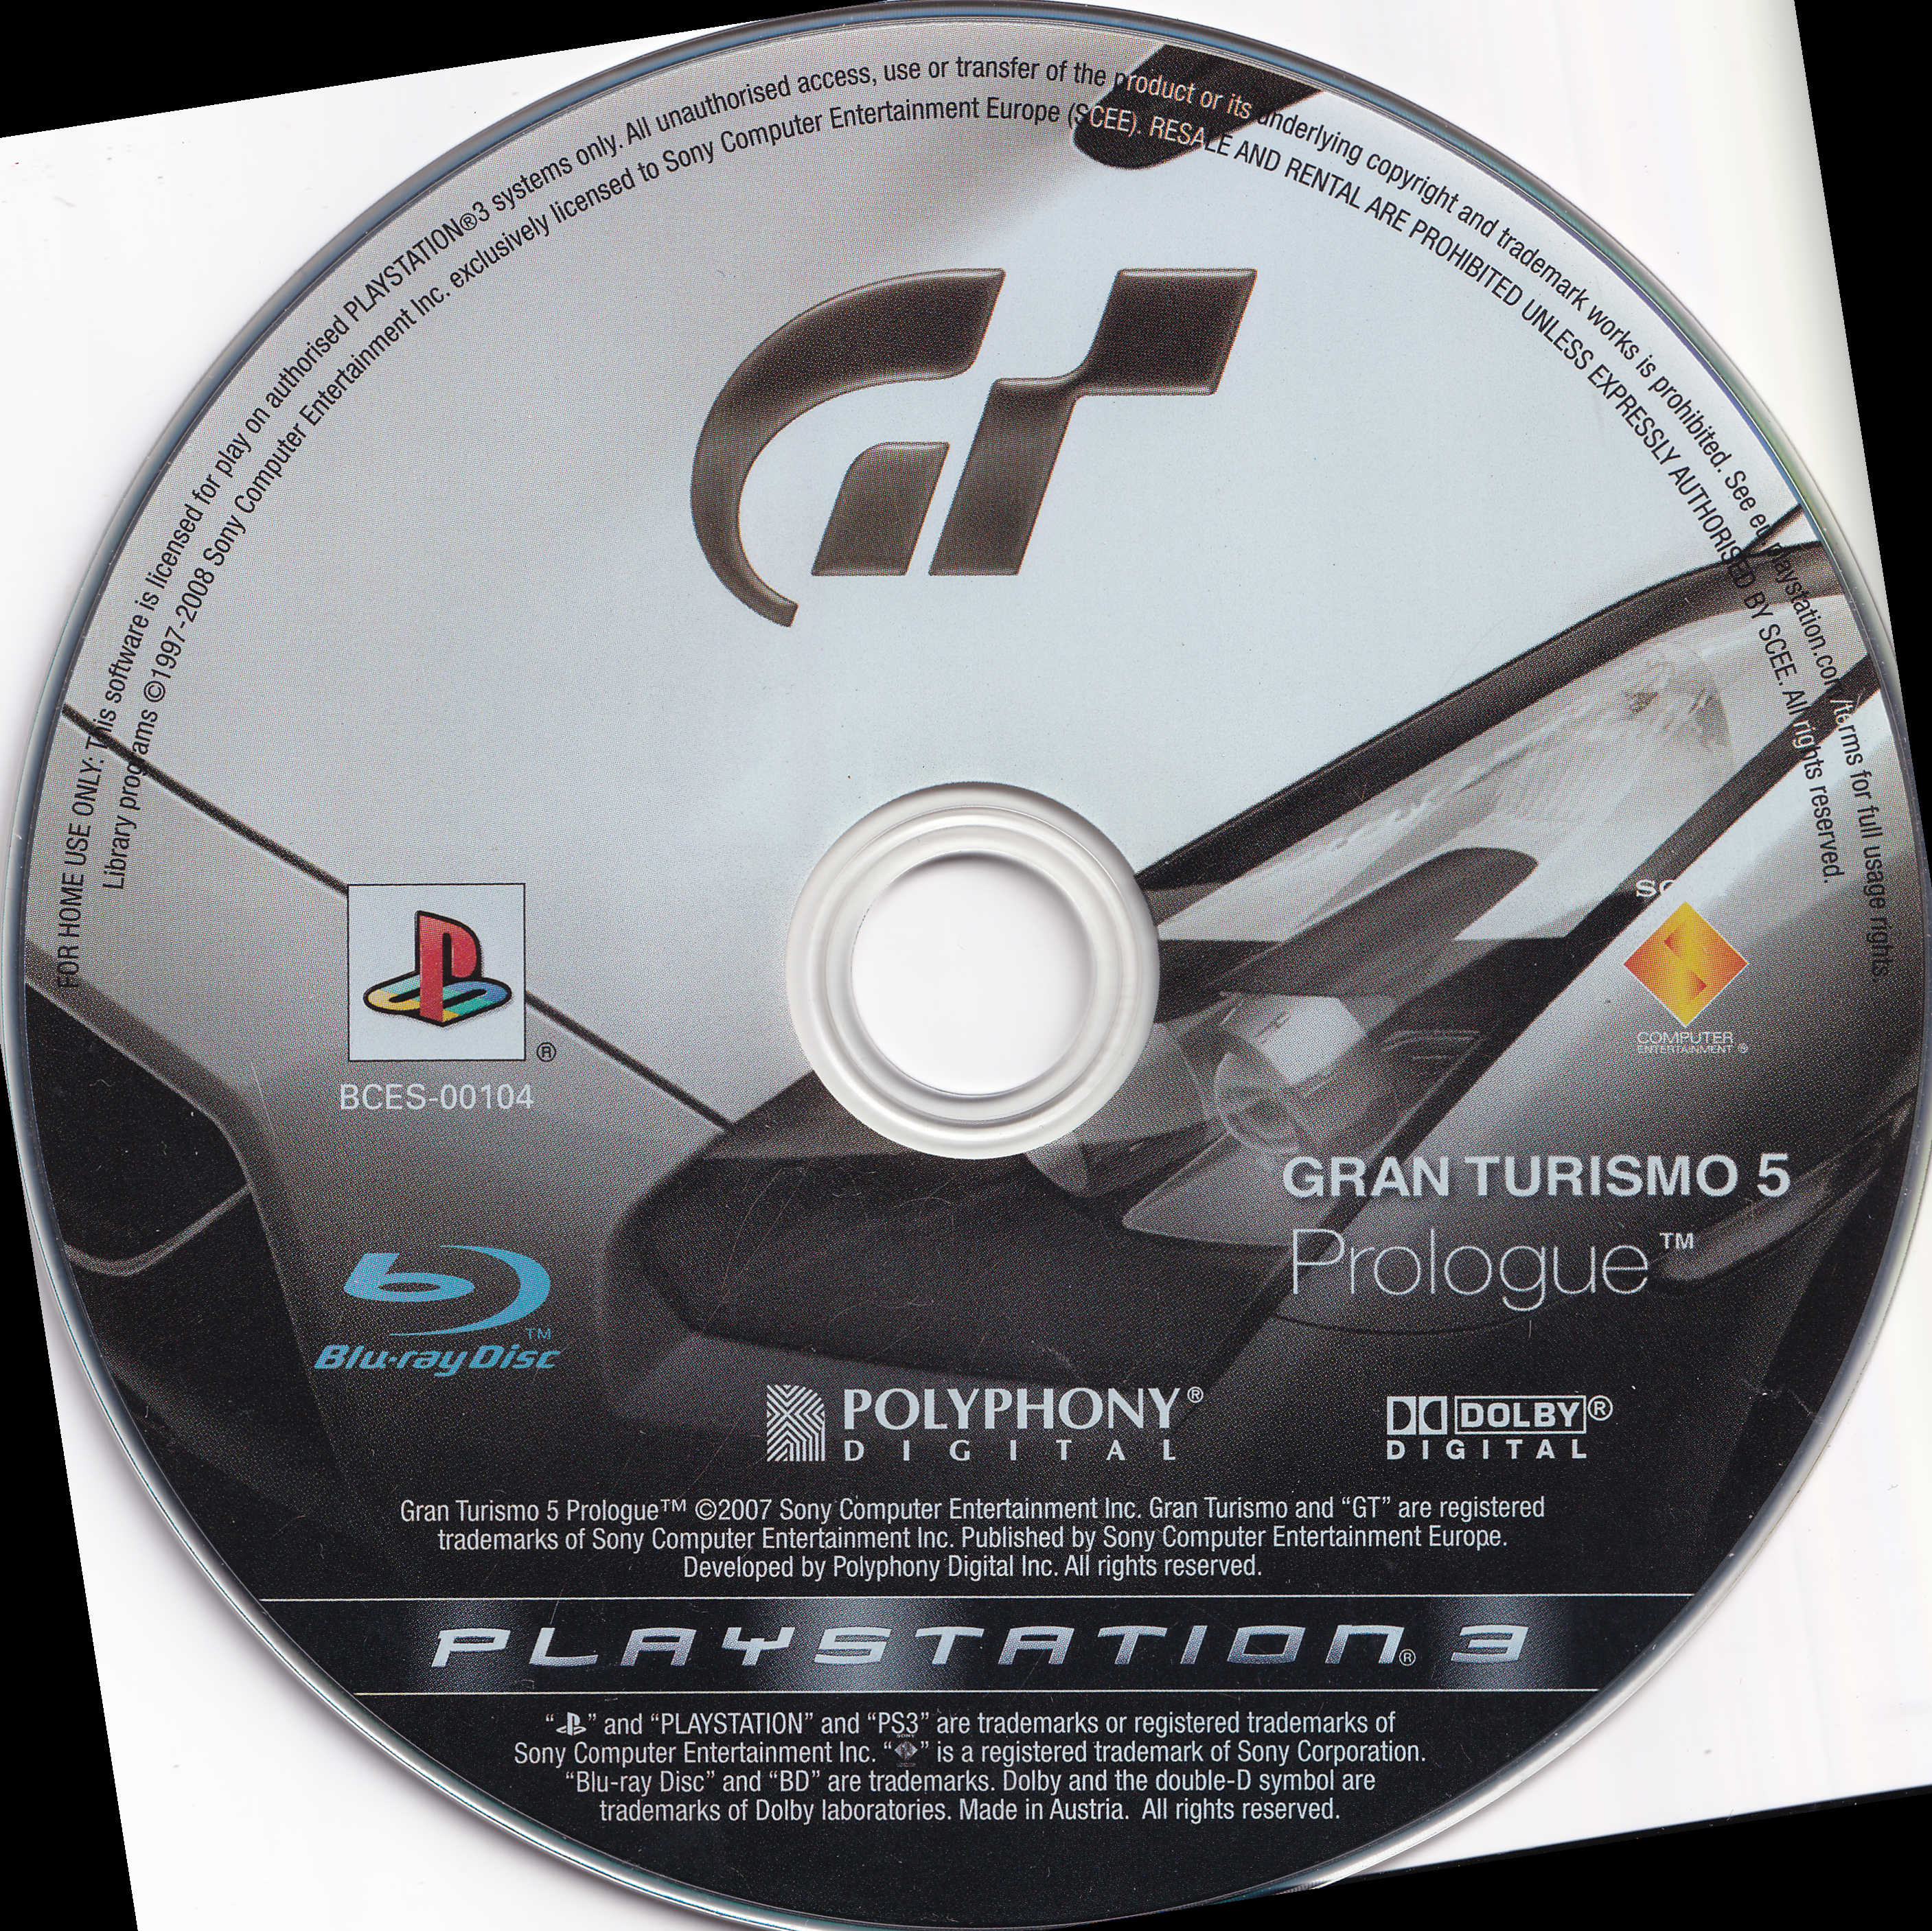 FOR HOME USE ONLY: This software is licensed for play on authorised PLAYSTATION®3 systems only. All unauthorised access, use or transfer of the product or its underlying copyright and trademark works is prohibited. See eu.playstation.com/terms for full usage rights.
Library programs ©1997-2008 Sony Computer Entertainment Inc. exclusively licensed to Sony Computer Entertainment Europe (SCEE). RESALE AND RENTAL ARE PROHIBITED UNLESS EXPRESSLY AUTHORISED BY SCEE. All rights reserved.
GT
®
BCES-00104
COMPUTER
ENTERTAINMENT ®
GRAN TURISMO 5
Prologue™
TM
Blu-ray Disc
POLYPHONY®
DIGITAL
DOLBY®
DIGITAL
Gran Turismo 5 Prologue™ ©2007 Sony Computer Entertainment Inc. Gran Turismo and “GT” are registered
trademarks of Sony Computer Entertainment Inc. Published by Sony Computer Entertainment Europe.
Developed by Polyphony Digital Inc. All rights reserved.
PLAYSTATION®3
“ ” and “PLAYSTATION” and “PS3” are trademarks or registered trademarks of
Sony Computer Entertainment Inc. “ ” is a registered trademark of Sony Corporation.
“Blu-ray Disc” and “BD” are trademarks. Dolby and the double-D symbol are
trademarks of Dolby laboratories. Made in Austria. All rights reserved.